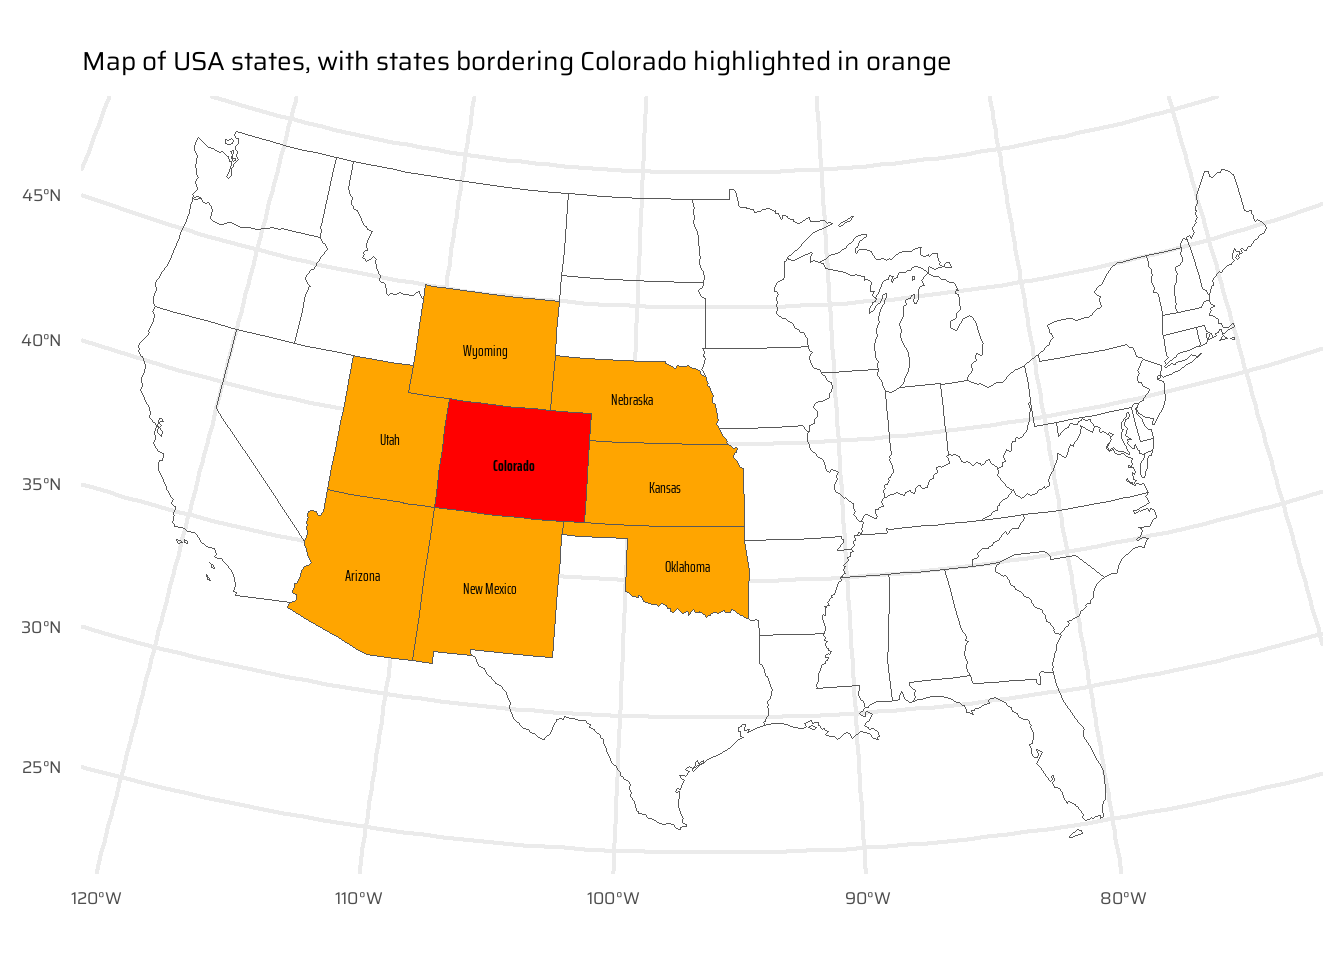 Map of USA states, with states bordering Colorado highlighted in orange
45°N
40°N
35°N
30°N
25°N
Wyoming
Nebraska
Utah
Colorado
Kansas
Arizona
New Mexico
Oklahoma
120°W
110°W
100°W
90°W
80°W